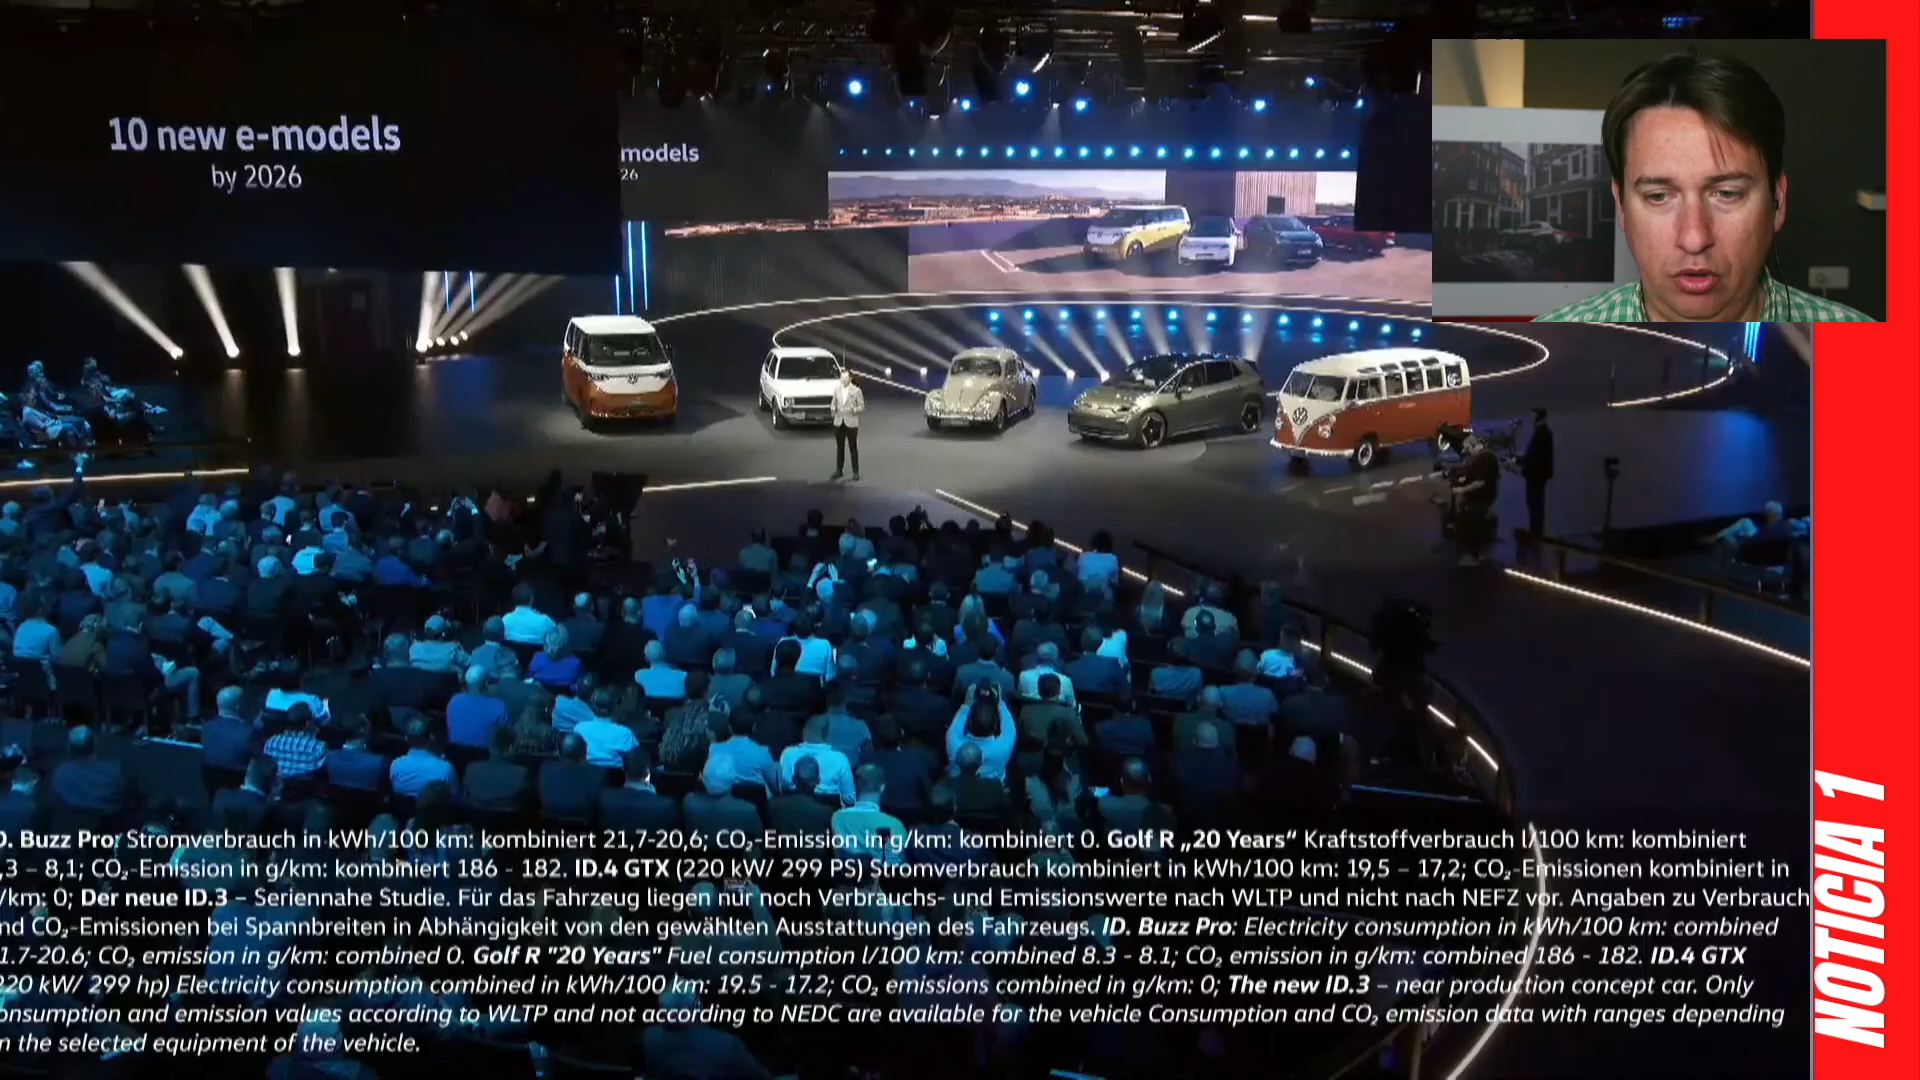 10 new e-models
by 2026
models
26
D. Buzz Pro: Stromverbrauch in kWh/100 km: kombiniert 21,7-20,6; CO₂-Emission in g/km: kombiniert 0. Golf R „20 Years“ Kraftstoffverbrauch l/100 km: kombiniert
,3 – 8,1; CO₂-Emission in g/km: kombiniert 186 - 182. ID.4 GTX (220 kW/ 299 PS) Stromverbrauch kombiniert in kWh/100 km: 19,5 – 17,2; CO₂-Emissionen kombiniert in
/km: 0; Der neue ID.3 – Seriennahe Studie. Für das Fahrzeug liegen nur noch Verbrauchs- und Emissionswerte nach WLTP und nicht nach NEFZ vor. Angaben zu Verbrauch
nd CO₂-Emissionen bei Spannbreiten in Abhängigkeit von den gewählten Ausstattungen des Fahrzeugs. ID. Buzz Pro: Electricity consumption in kWh/100 km: combined
1.7-20.6; CO₂ emission in g/km: combined 0. Golf R "20 Years" Fuel consumption l/100 km: combined 8.3 - 8.1; CO₂ emission in g/km: combined 186 - 182. ID.4 GTX
220 kW/ 299 hp) Electricity consumption combined in kWh/100 km: 19.5 - 17.2; CO₂ emissions combined in g/km: 0; The new ID.3 – near production concept car. Only
onsumption and emission values according to WLTP and not according to NEDC are available for the vehicle Consumption and CO₂ emission data with ranges depending
n the selected equipment of the vehicle.
NOTICIA 1